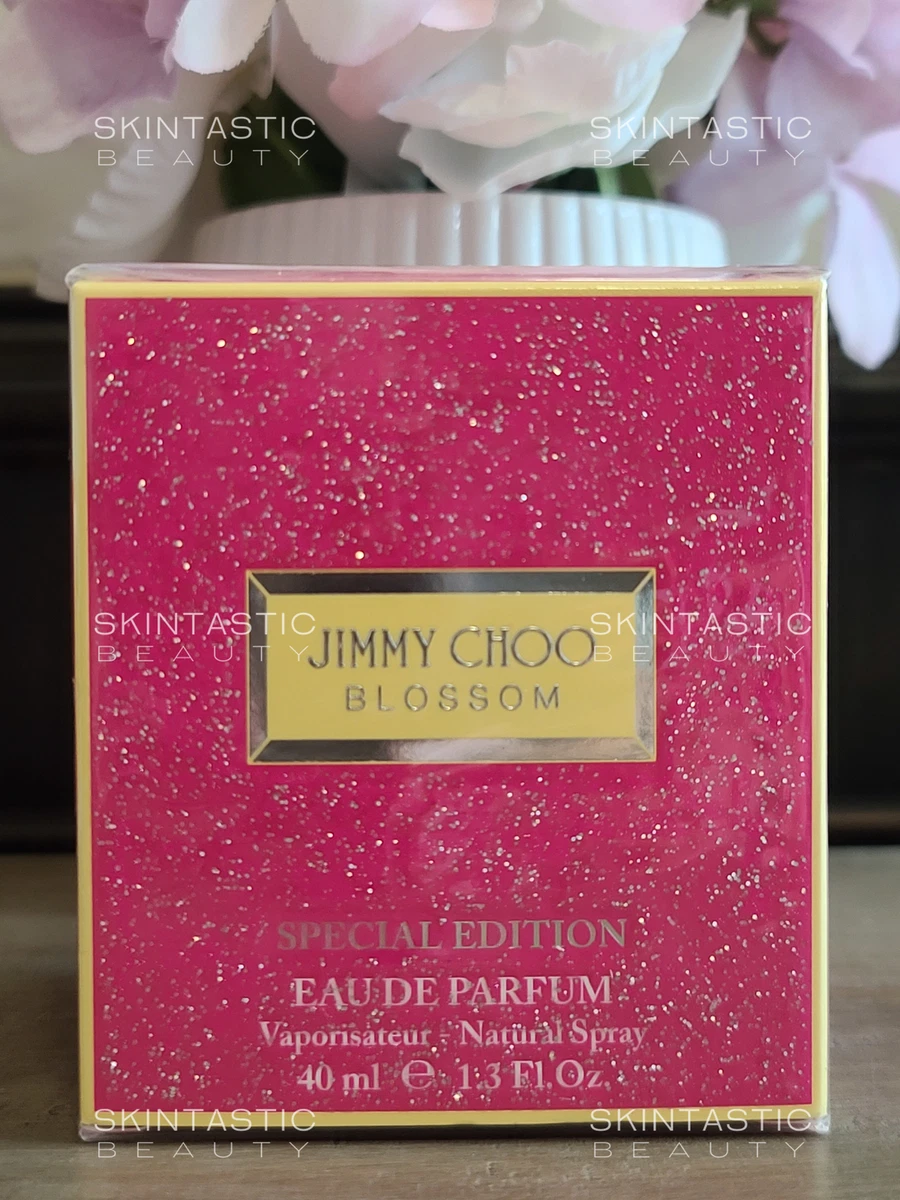 SKINTASTIC BEAUTY
SKINTASTIC BEAUTY
JIMMY CHOO
BLOSSOM
SKINTASTIC BEAUTY
SKINTASTIC BEAUTY
SPECIAL EDITION
EAU DE PARFUM
Vaporisateur - Natural Spray
40 ml ℮ 1.3 Fl.Oz.
SKINTASTIC BEAUTY
SKINTASTIC BEAUTY